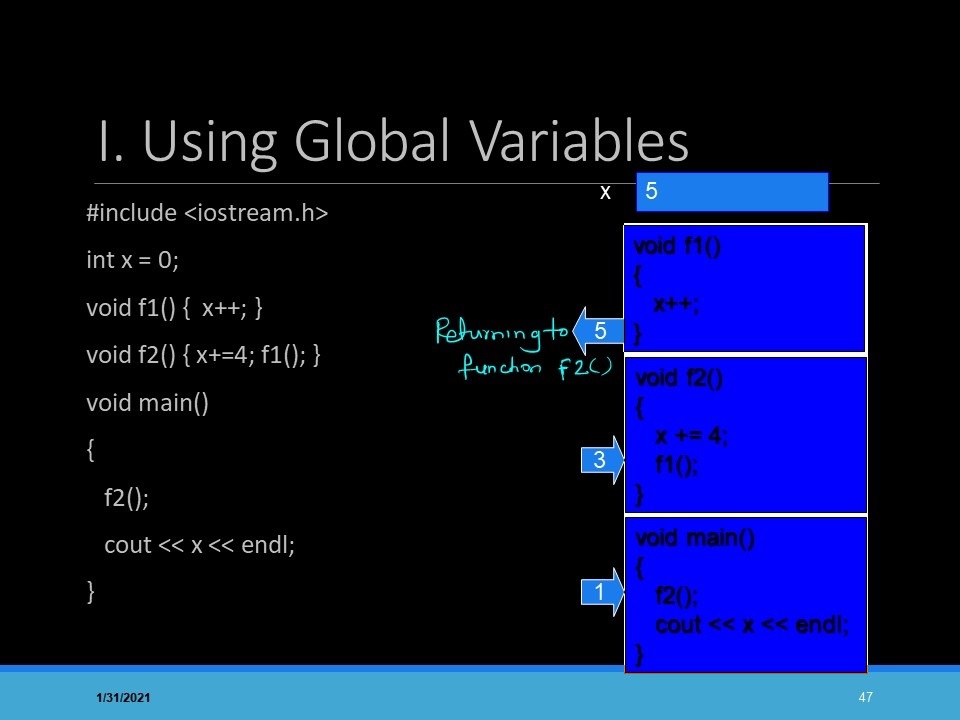 I. Using Global Variables
#include <iostream.h>
int x = 0;
void f1() {  x++; }
void f2() { x+=4; f1(); }
void main()
{
f2();
cout << x << endl;
}
x
5
void f1()
{
x++;
}
5
Returning to
function f2()
void f2()
{
x += 4;
f1();
}
3
void main()
{
f2();
cout << x << endl;
}
1
1/31/2021
47